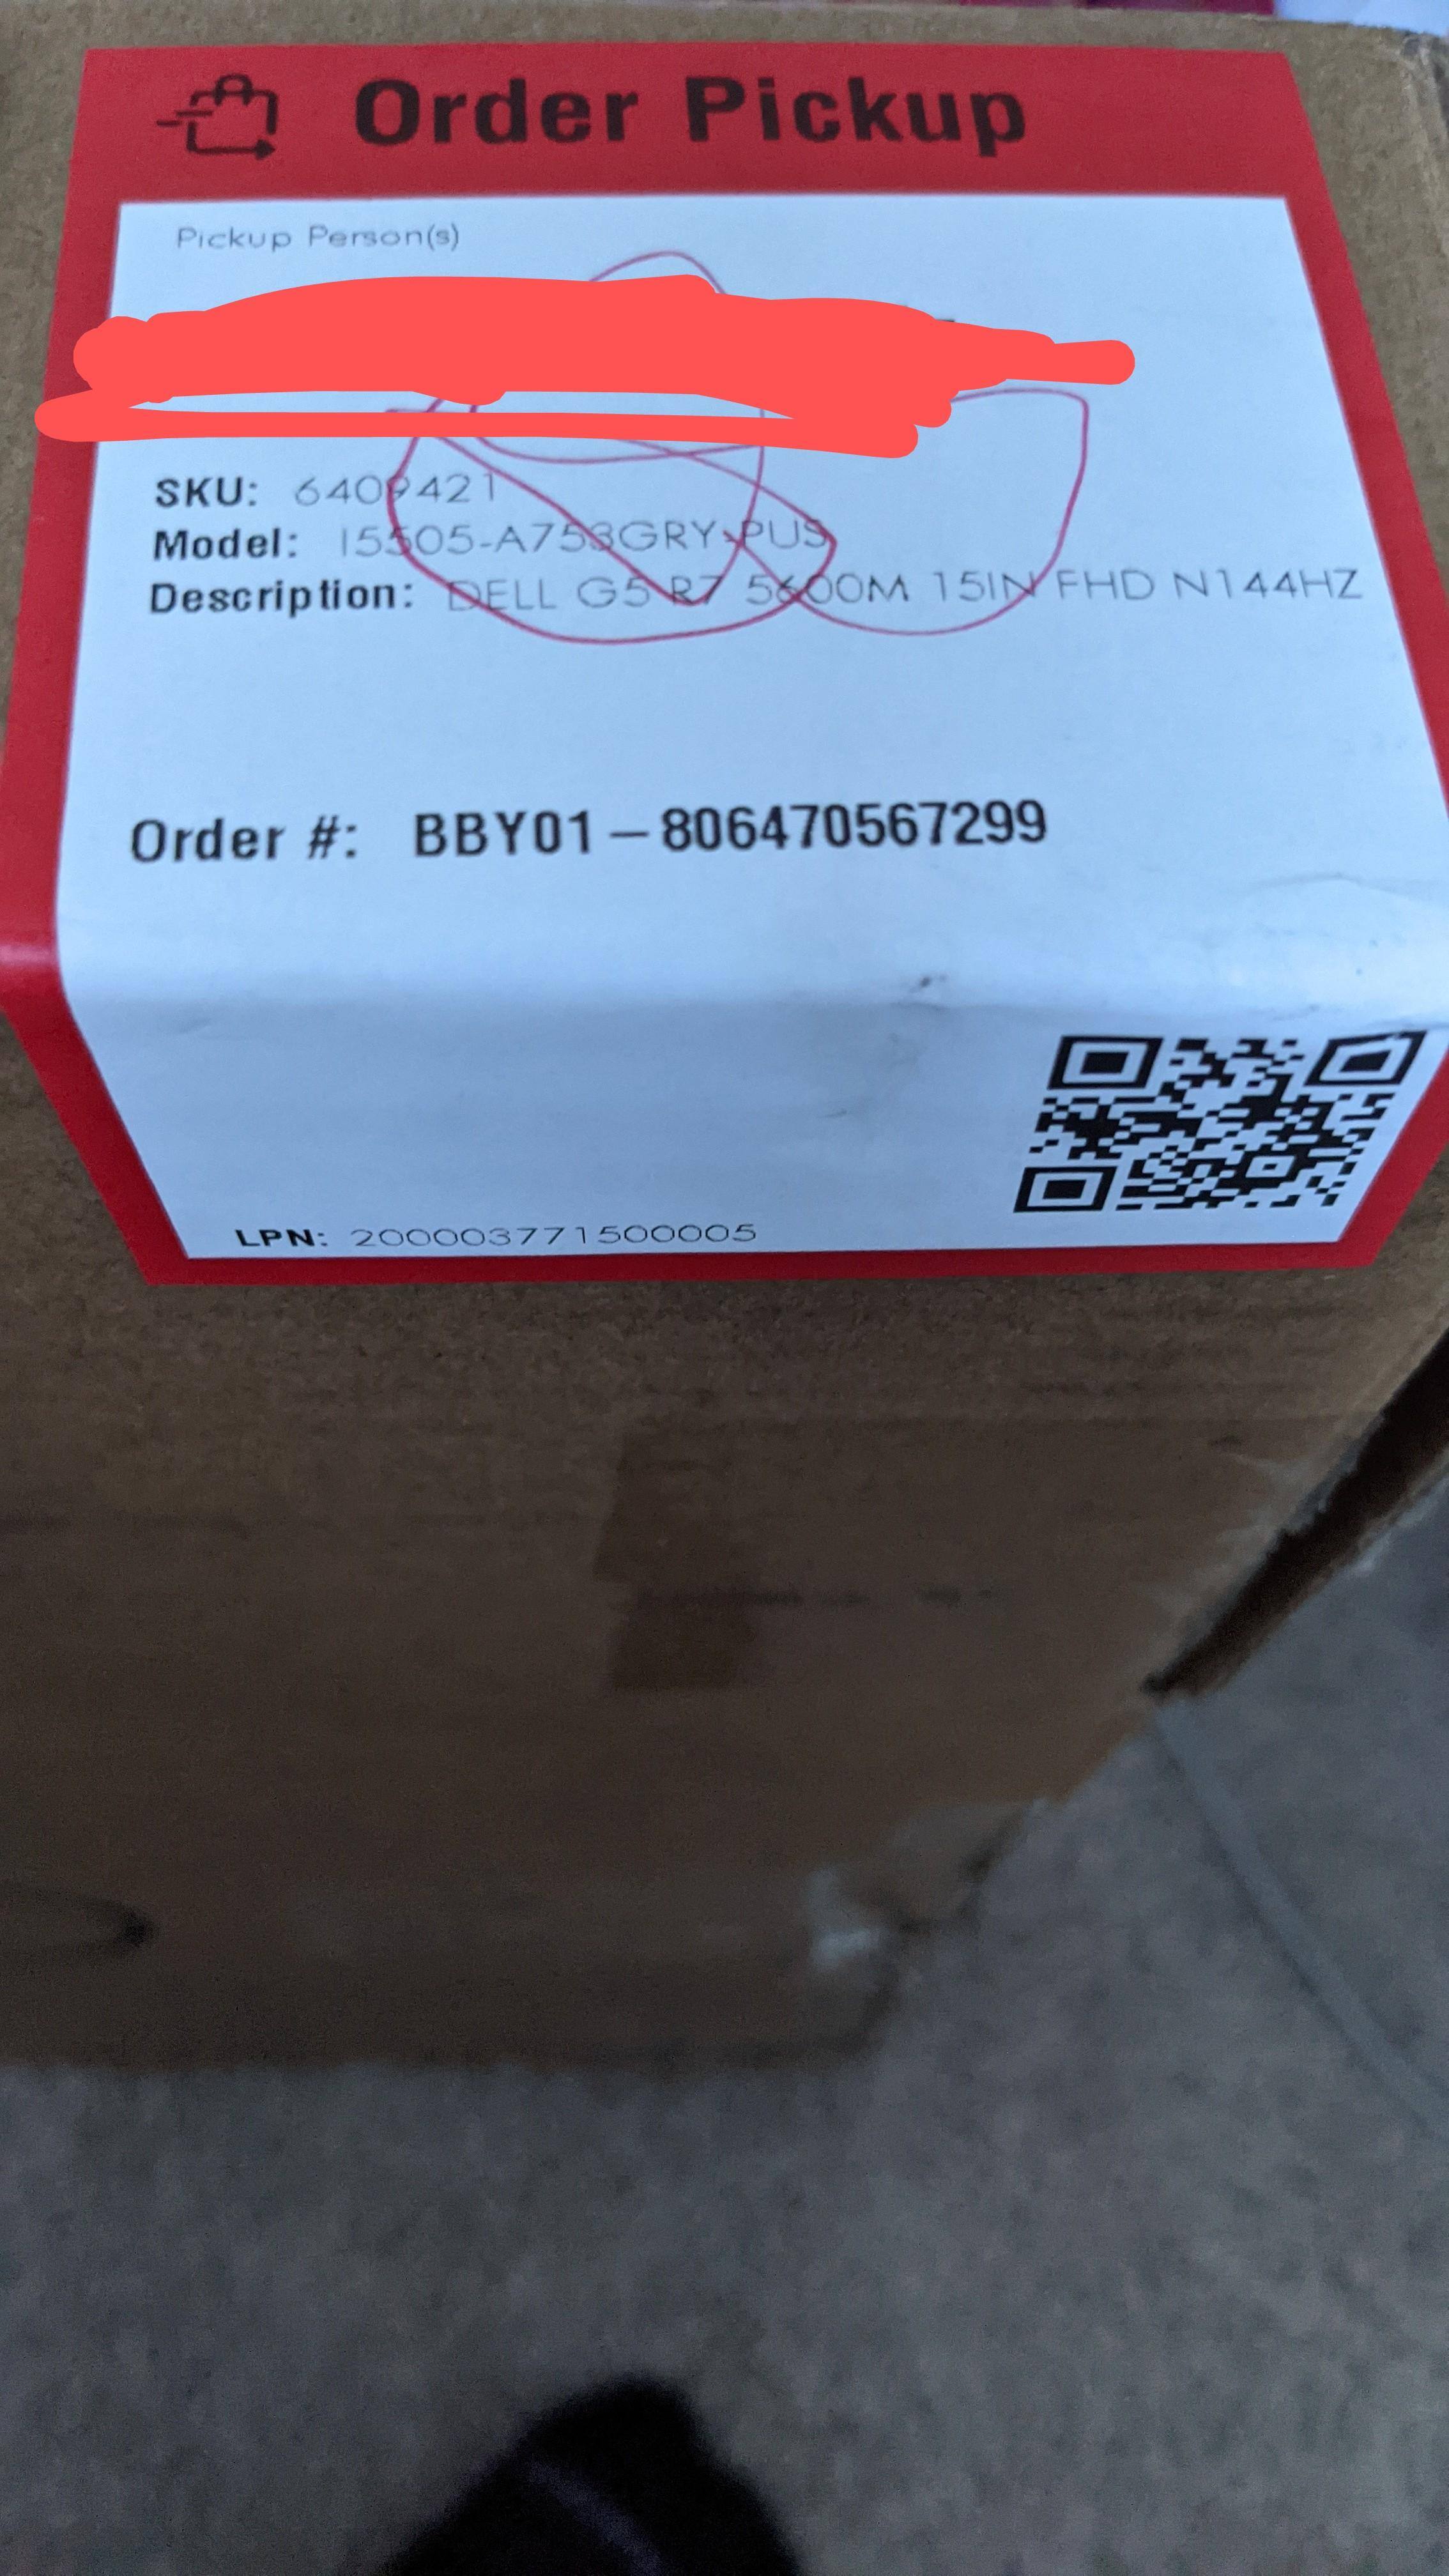 Order Pickup
Pickup Person(s)
SKU: 6409421
Model: I5505-A753GRY-PUS
Description: DELL G5 R7 5600M 15IN FHD N144HZ
Order #: BBY01-806470567299
LPN: 200003771500005